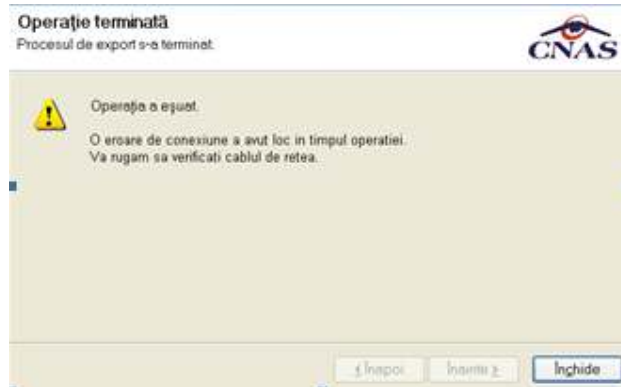 Operație terminată
Procesul de export s-a terminat.
CNAS
Operația a eșuat.
O eroare de conexiune a avut loc in timpul operatiei.
Va rugam sa verificati cablul de retea.
< Înapoi
Înainte >
Închide